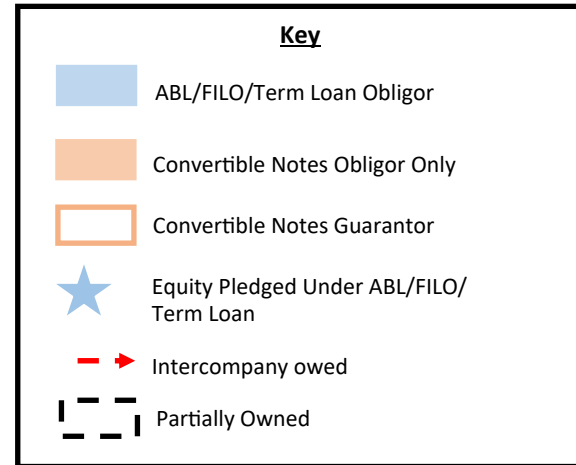 Key
ABL/FILO/Term Loan Obligor
Convertible Notes Obligor Only
Convertible Notes Guarantor
Equity Pledged Under ABL/FILO/
Term Loan
Intercompany owed
Partially Owned